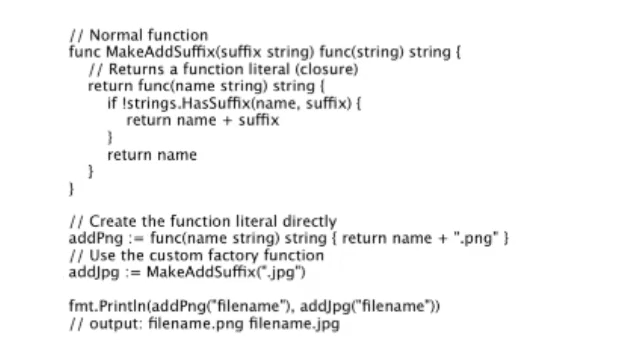 // Normal function
func MakeAddSuffix(suffix string) func(string) string {
// Returns a function literal (closure)
return func(name string) string {
if !strings.HasSuffix(name, suffix) {
return name + suffix
}
return name
}
}
// Create the function literal directly
addPng := func(name string) string { return name + ".png" }
// Use the custom factory function
addJpg := MakeAddSuffix(".jpg")
fmt.Println(addPng("filename"), addJpg("filename"))
// output: filename.png filename.jpg